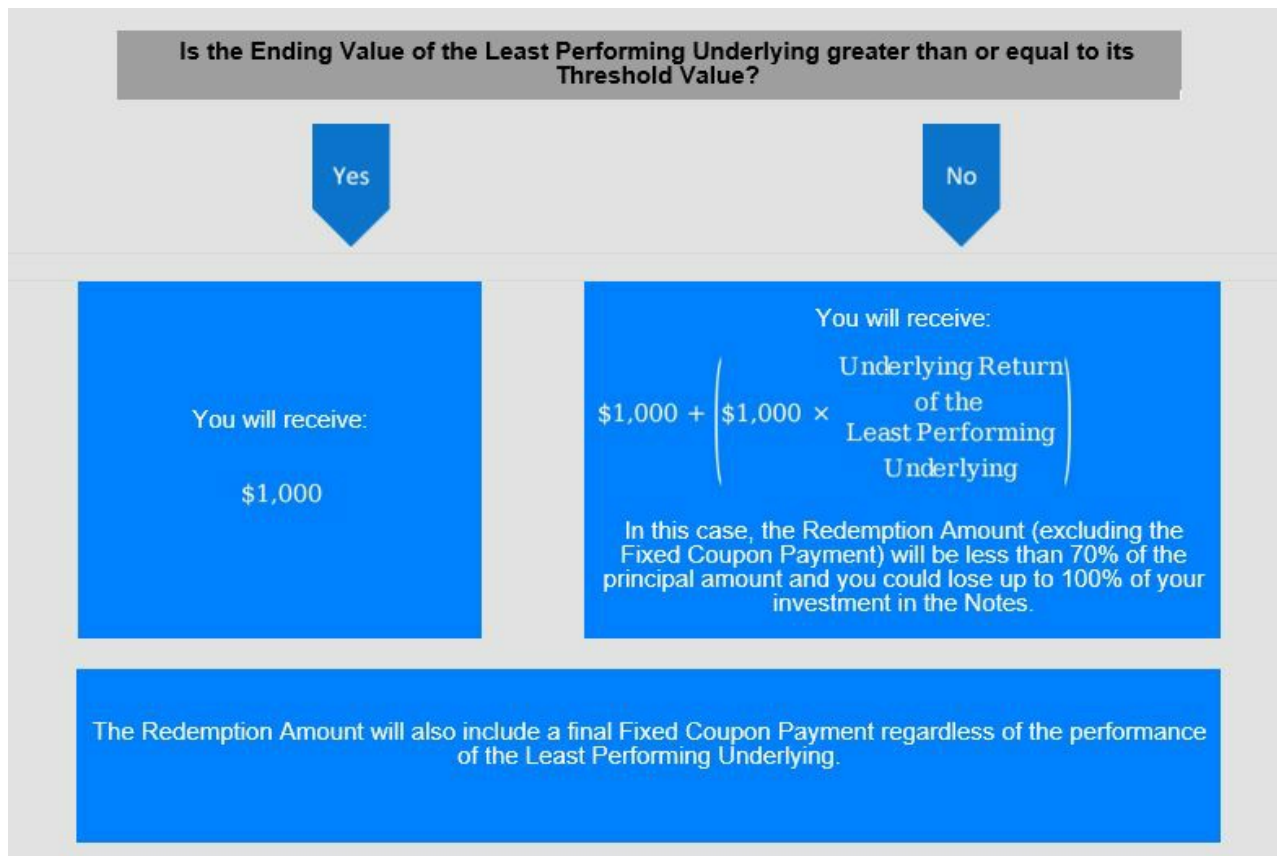 Is the Ending Value of the Least Performing Underlying greater than or equal to its
Threshold Value?
Yes
No
You will receive:
$1,000
You will receive:
$1,000 + ($1,000 × Underlying Return
of the
Least Performing
Underlying)
In this case, the Redemption Amount (excluding the
Fixed Coupon Payment) will be less than 70% of the
principal amount and you could lose up to 100% of your
investment in the Notes.
The Redemption Amount will also include a final Fixed Coupon Payment regardless of the performance
of the Least Performing Underlying.